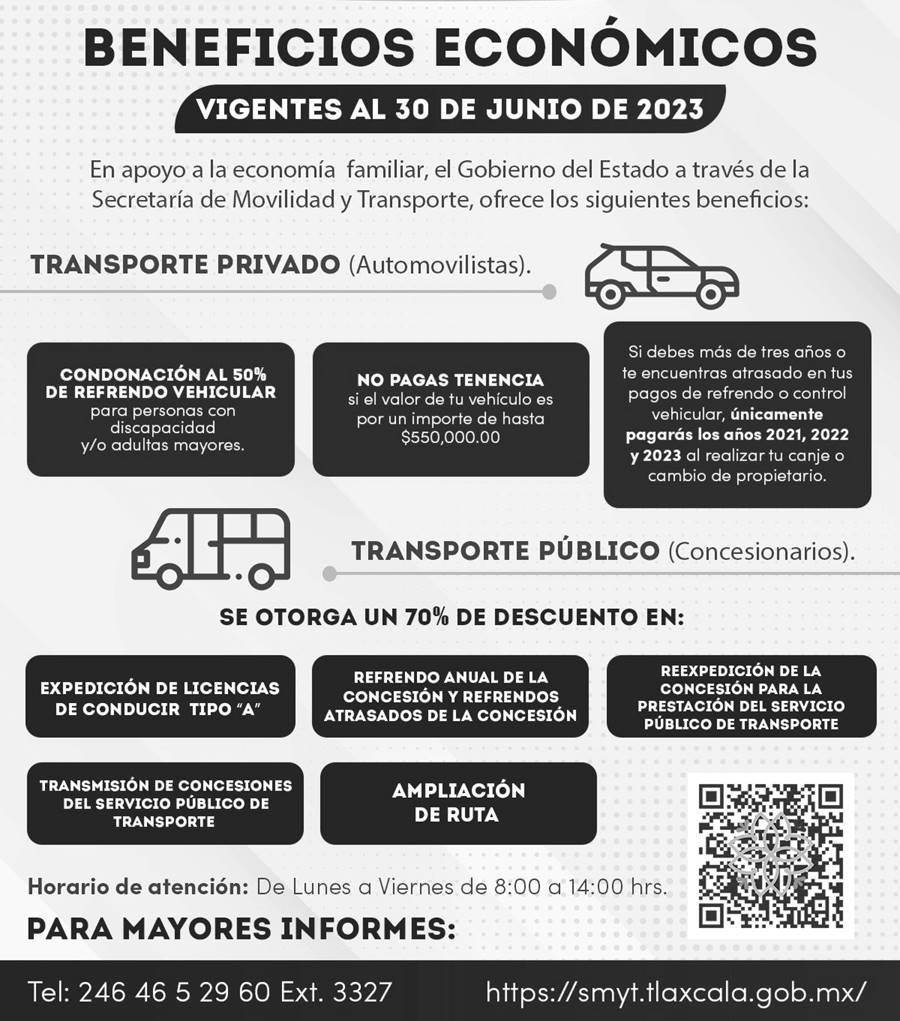 BENEFICIOS ECONÓMICOS
VIGENTES AL 30 DE JUNIO DE 2023
En apoyo a la economía familiar, el Gobierno del Estado a través de la
Secretaría de Movilidad y Transporte, ofrece los siguientes beneficios:
TRANSPORTE PRIVADO (Automovilistas).
CONDONACIÓN AL 50%
DE REFRENDO VEHICULAR
para personas con
discapacidad
y/o adultas mayores.
NO PAGAS TENENCIA
si el valor de tu vehículo es
por un importe de hasta
$550,000.00
Si debes más de tres años o
te encuentras atrasado en tus
pagos de refrendo o control
vehicular, únicamente
pagarás los años 2021, 2022
y 2023 al realizar tu canje o
cambio de propietario.
TRANSPORTE PÚBLICO (Concesionarios).
SE OTORGA UN 70% DE DESCUENTO EN:
EXPEDICIÓN DE LICENCIAS
DE CONDUCIR TIPO “A”
REFRENDO ANUAL DE LA
CONCESIÓN Y REFRENDOS
ATRASADOS DE LA CONCESIÓN
REEXPEDICIÓN DE LA
CONCESIÓN PARA LA
PRESTACIÓN DEL SERVICIO
PÚBLICO DE TRANSPORTE
TRANSMISIÓN DE CONCESIONES
DEL SERVICIO PÚBLICO DE
TRANSPORTE
AMPLIACIÓN
DE RUTA
Horario de atención: De Lunes a Viernes de 8:00 a 14:00 hrs.
PARA MAYORES INFORMES:
Tel: 246 46 5 29 60 Ext. 3327
https://smyt.tlaxcala.gob.mx/